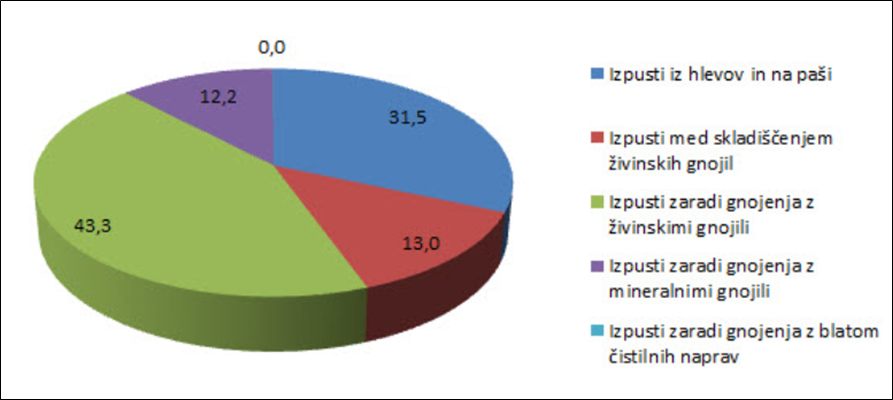 0,0
12,2
31,5
43,3
13,0
Izpusti iz hlevov in na paši
Izpusti med skladiščenjem
živinskih gnojil
Izpusti zaradi gnojenja z
živinskimi gnojili
Izpusti zaradi gnojenja z
mineralnimi gnojili
Izpusti zaradi gnojenja z blatom
čistilnih naprav